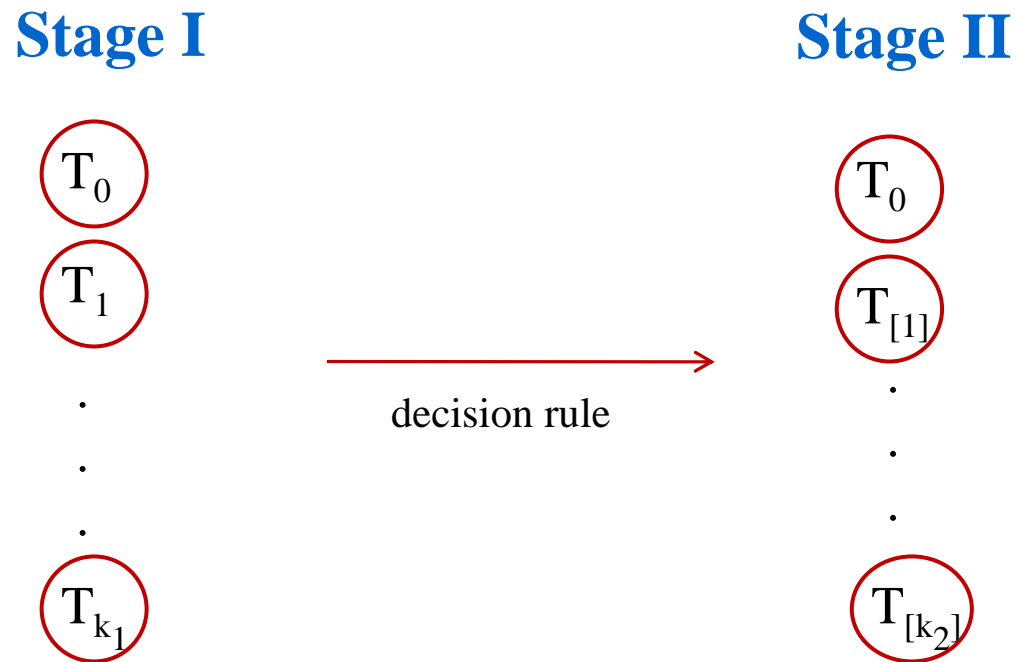 Stage I
Stage II
T₀
T₀
T₁
T[1]
.
.
.
decision rule
.
.
.
Tk₁
T[k₂]